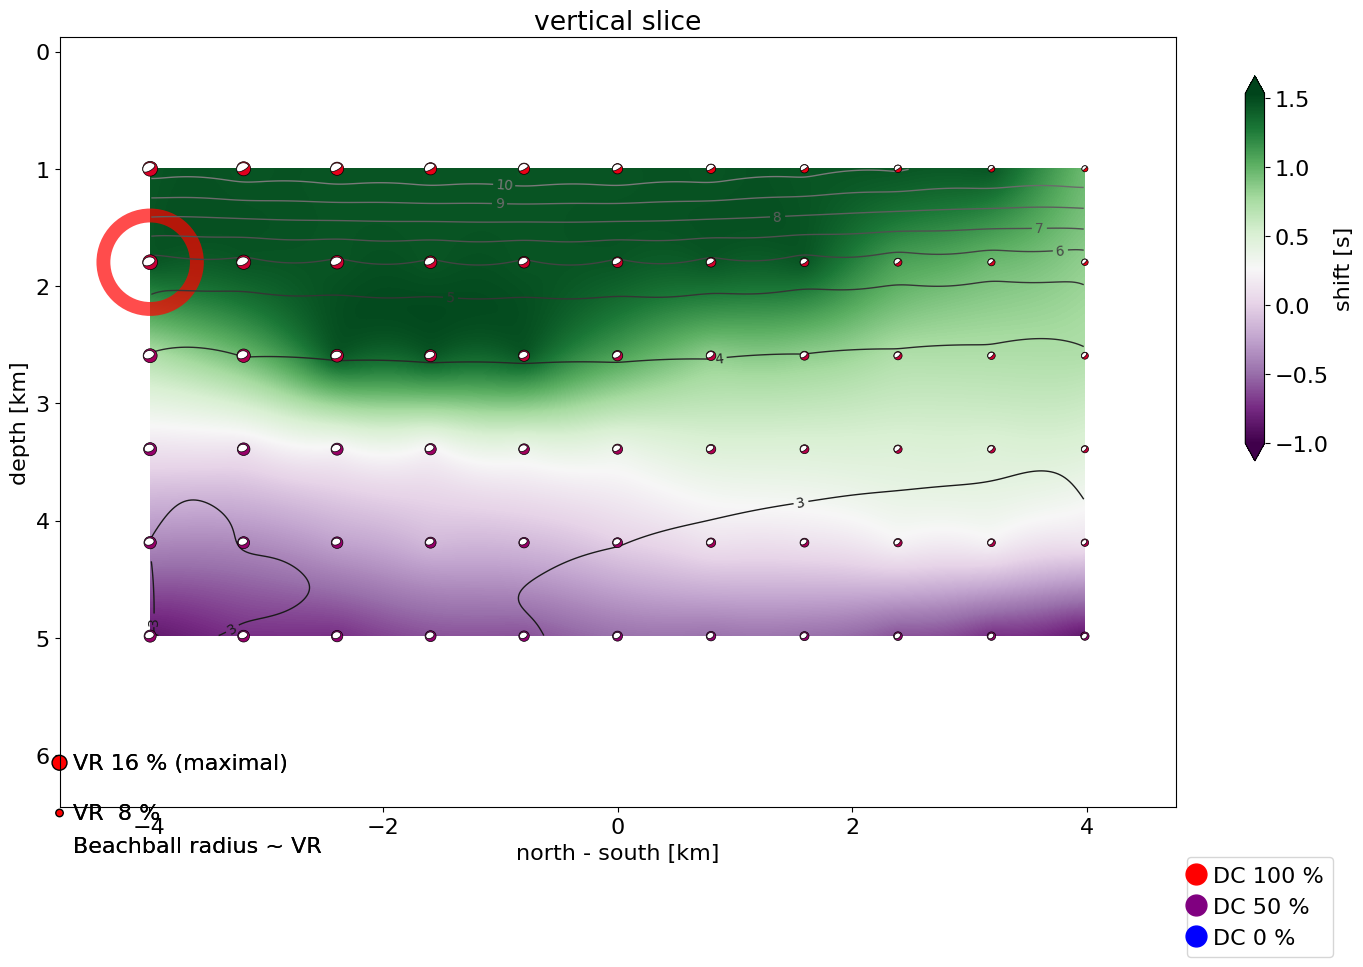 vertical slice
0
1
2
3
4
5
6
depth [km]
10
9
8
7
6
5
4
3
3
3
−4
−2
0
2
4
north - south [km]
VR 16 % (maximal)
VR  8 %
Beachball radius ~ VR
1.5
1.0
0.5
0.0
−0.5
−1.0
shift [s]
DC 100 %
DC 50 %
DC 0 %